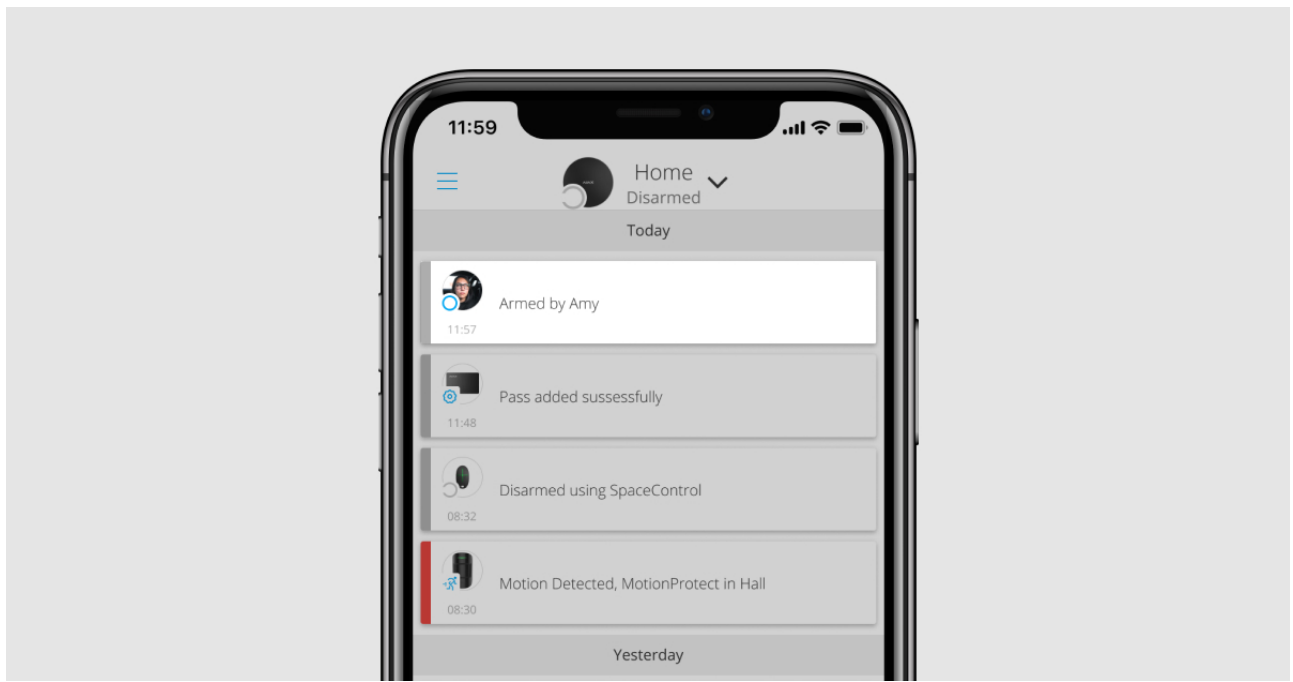 11:59
Home
Disarmed
Today
Armed by Amy
11:57
Pass added sussessfully
11:48
Disarmed using SpaceControl
08:32
Motion Detected, MotionProtect in Hall
08:30
Yesterday